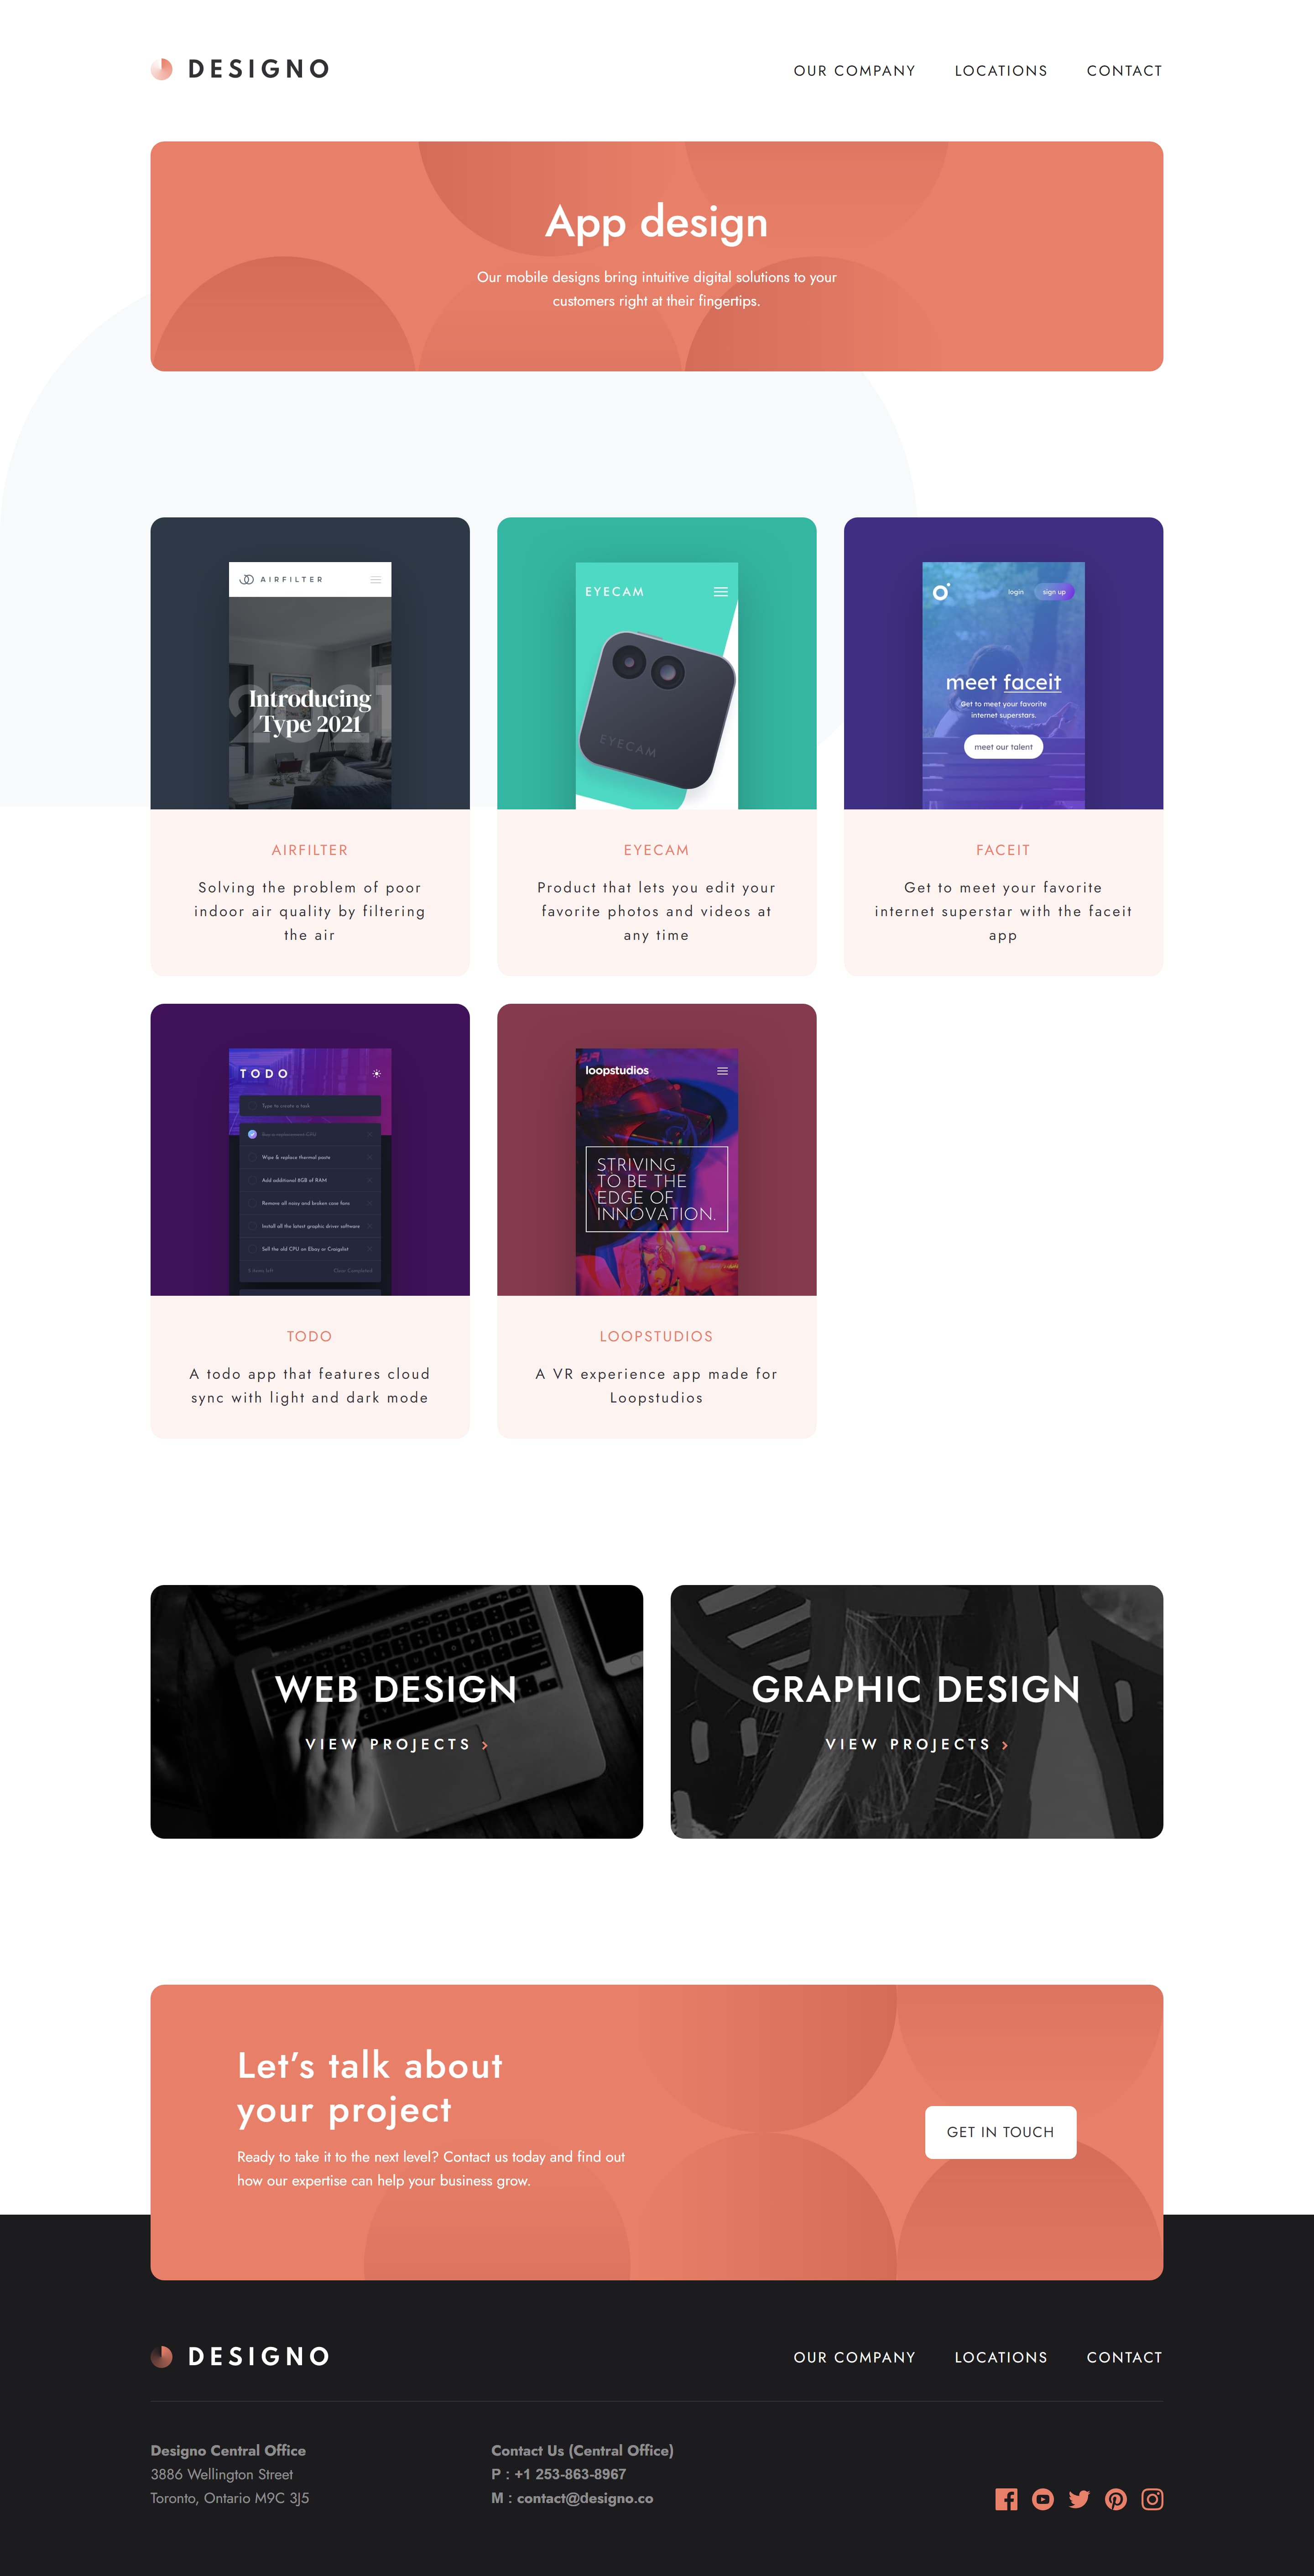 DESIGNO
OUR COMPANY
LOCATIONS
CONTACT
App design
Our mobile designs bring intuitive digital solutions to your
customers right at their fingertips.
AIRFILTER
2021
Introducing
Type 2021
AIRFILTER
Solving the problem of poor
indoor air quality by filtering
the air
EYECAM
EYECAM
EYECAM
Product that lets you edit your
favorite photos and videos at
any time
login
sign up
meet faceit
Get to meet your favorite
internet superstars.
meet our talent
FACEIT
Get to meet your favorite
internet superstar with the faceit
app
TODO
Type to create a task
Wipe & replace thermal paste
Add additional 8GB of RAM
Remove all noisy and broken case fans
Install all the latest graphic driver software
Sell the old CPU on Ebay or Craigslist
5 items left
Clear Completed
TODO
A todo app that features cloud
sync with light and dark mode
loopstudios
STRIVING
TO BE THE
EDGE OF
INNOVATION.
LOOPSTUDIOS
A VR experience app made for
Loopstudios
WEB DESIGN
VIEW PROJECTS
GRAPHIC DESIGN
VIEW PROJECTS
Let’s talk about
your project
Ready to take it to the next level? Contact us today and find out
how our expertise can help your business grow.
GET IN TOUCH
DESIGNO
OUR COMPANY
LOCATIONS
CONTACT
Designo Central Office
3886 Wellington Street
Toronto, Ontario M9C 3J5
Contact Us (Central Office)
P : +1 253-863-8967
M : contact@designo.co